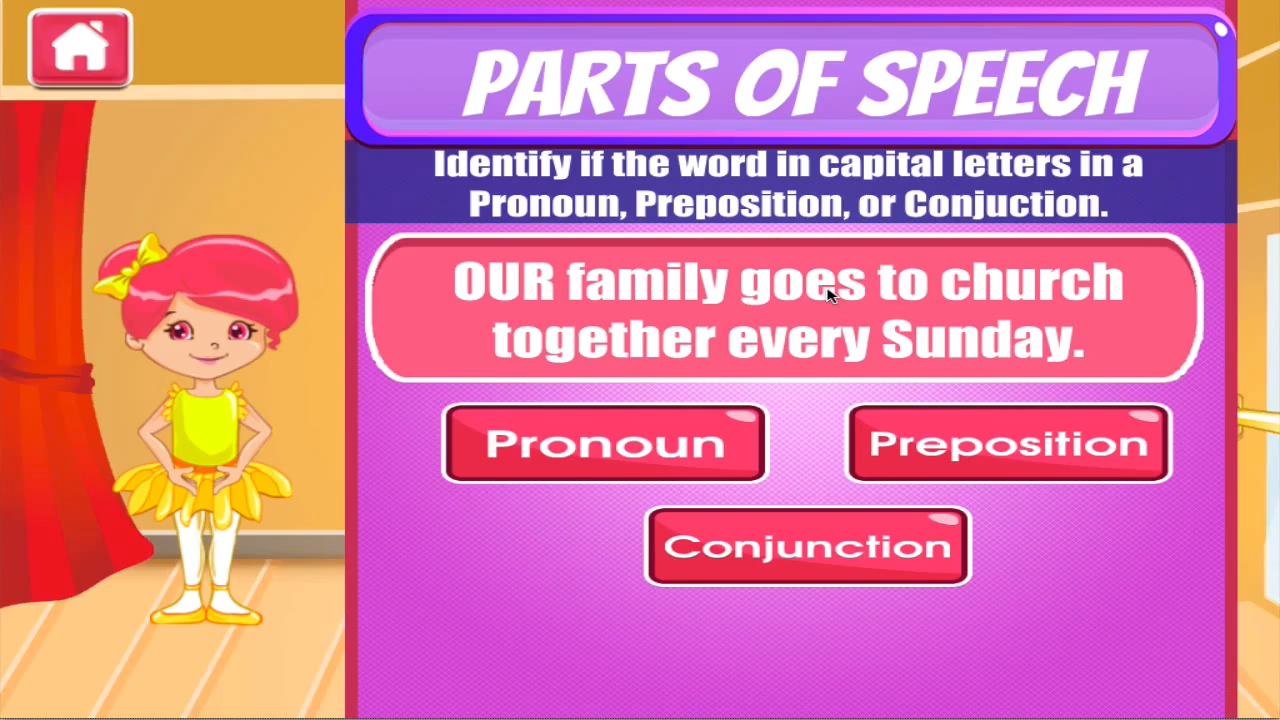 PARTS OF SPEECH
Identify if the word in capital letters in a
Pronoun, Preposition, or Conjuction.
OUR family goes to church
together every Sunday.
Pronoun
Preposition
Conjunction